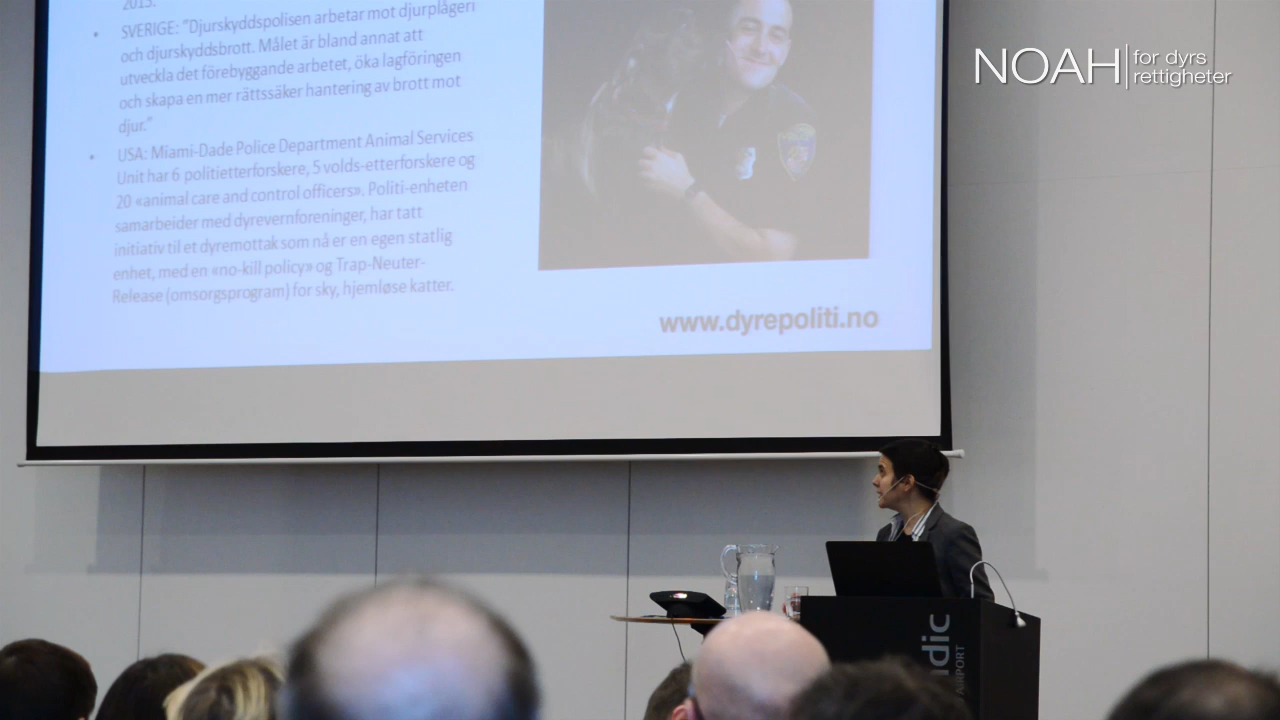 2015.
• SVERIGE: ”Djurskyddspolisen arbetar mot djurplågeri
och djurskyddsbrott. Målet är bland annat att
utveckla det förebyggande arbetet, öka lagföringen
och skapa en mer rättssäker hantering av brott mot
djur.”
• USA: Miami-Dade Police Department Animal Services
Unit har 6 politietterforskere, 5 volds-etterforskere og
20 «animal care and control officers». Politi-enheten
samarbeider med dyrevernforeninger, har tatt
initiativ til et dyremottak som nå er en egen statlig
enhet, med en «no-kill policy» og Trap-Neuter-
Release (omsorgsprogram) for sky, hjemløse katter.
www.dyrepoliti.no
NOAH for dyrs
rettigheter
ndic
AIRPORT